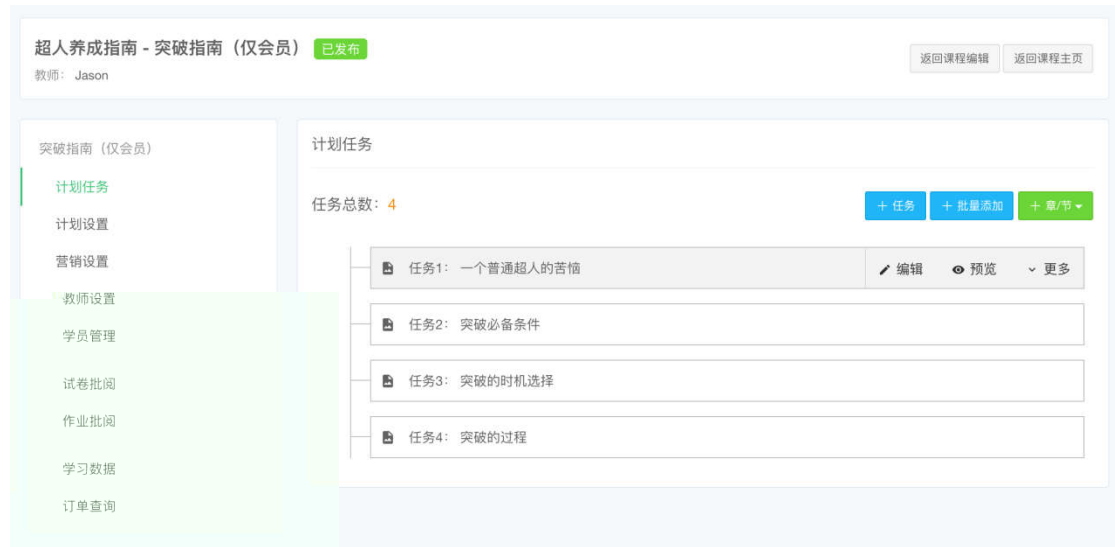 超人养成指南 - 突破指南（仅会员） 已发布
教师： Jason
返回课程编辑 返回课程主页
突破指南（仅会员）
计划任务
计划设置
营销设置
教师设置
学员管理
试卷批阅
作业批阅
学习数据
订单查询
计划任务
任务总数：4
+ 任务 + 批量添加 + 章/节
任务1： 一个普通超人的苦恼 编辑 预览 更多
任务2： 突破必备条件
任务3： 突破的时机选择
任务4： 突破的过程